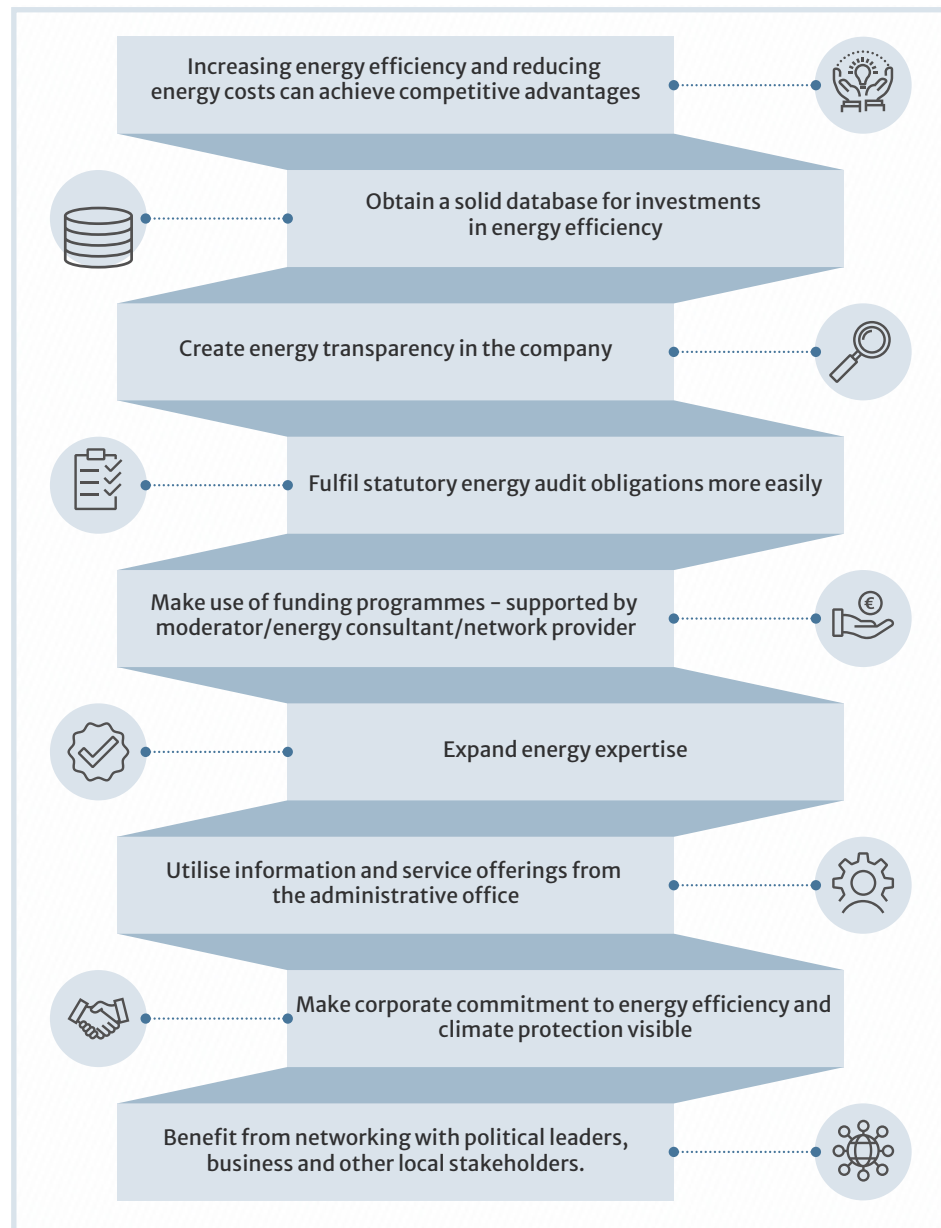 Increasing energy efficiency and reducing
energy costs can achieve competitive advantages
Obtain a solid database for investments
in energy efficiency
Create energy transparency in the company
Fulfil statutory energy audit obligations more easily
Make use of funding programmes – supported by
moderator/energy consultant/network provider
€
Expand energy expertise
Utilise information and service offerings from
the administrative office
Make corporate commitment to energy efficiency and
climate protection visible
Benefit from networking with political leaders,
business and other local stakeholders.